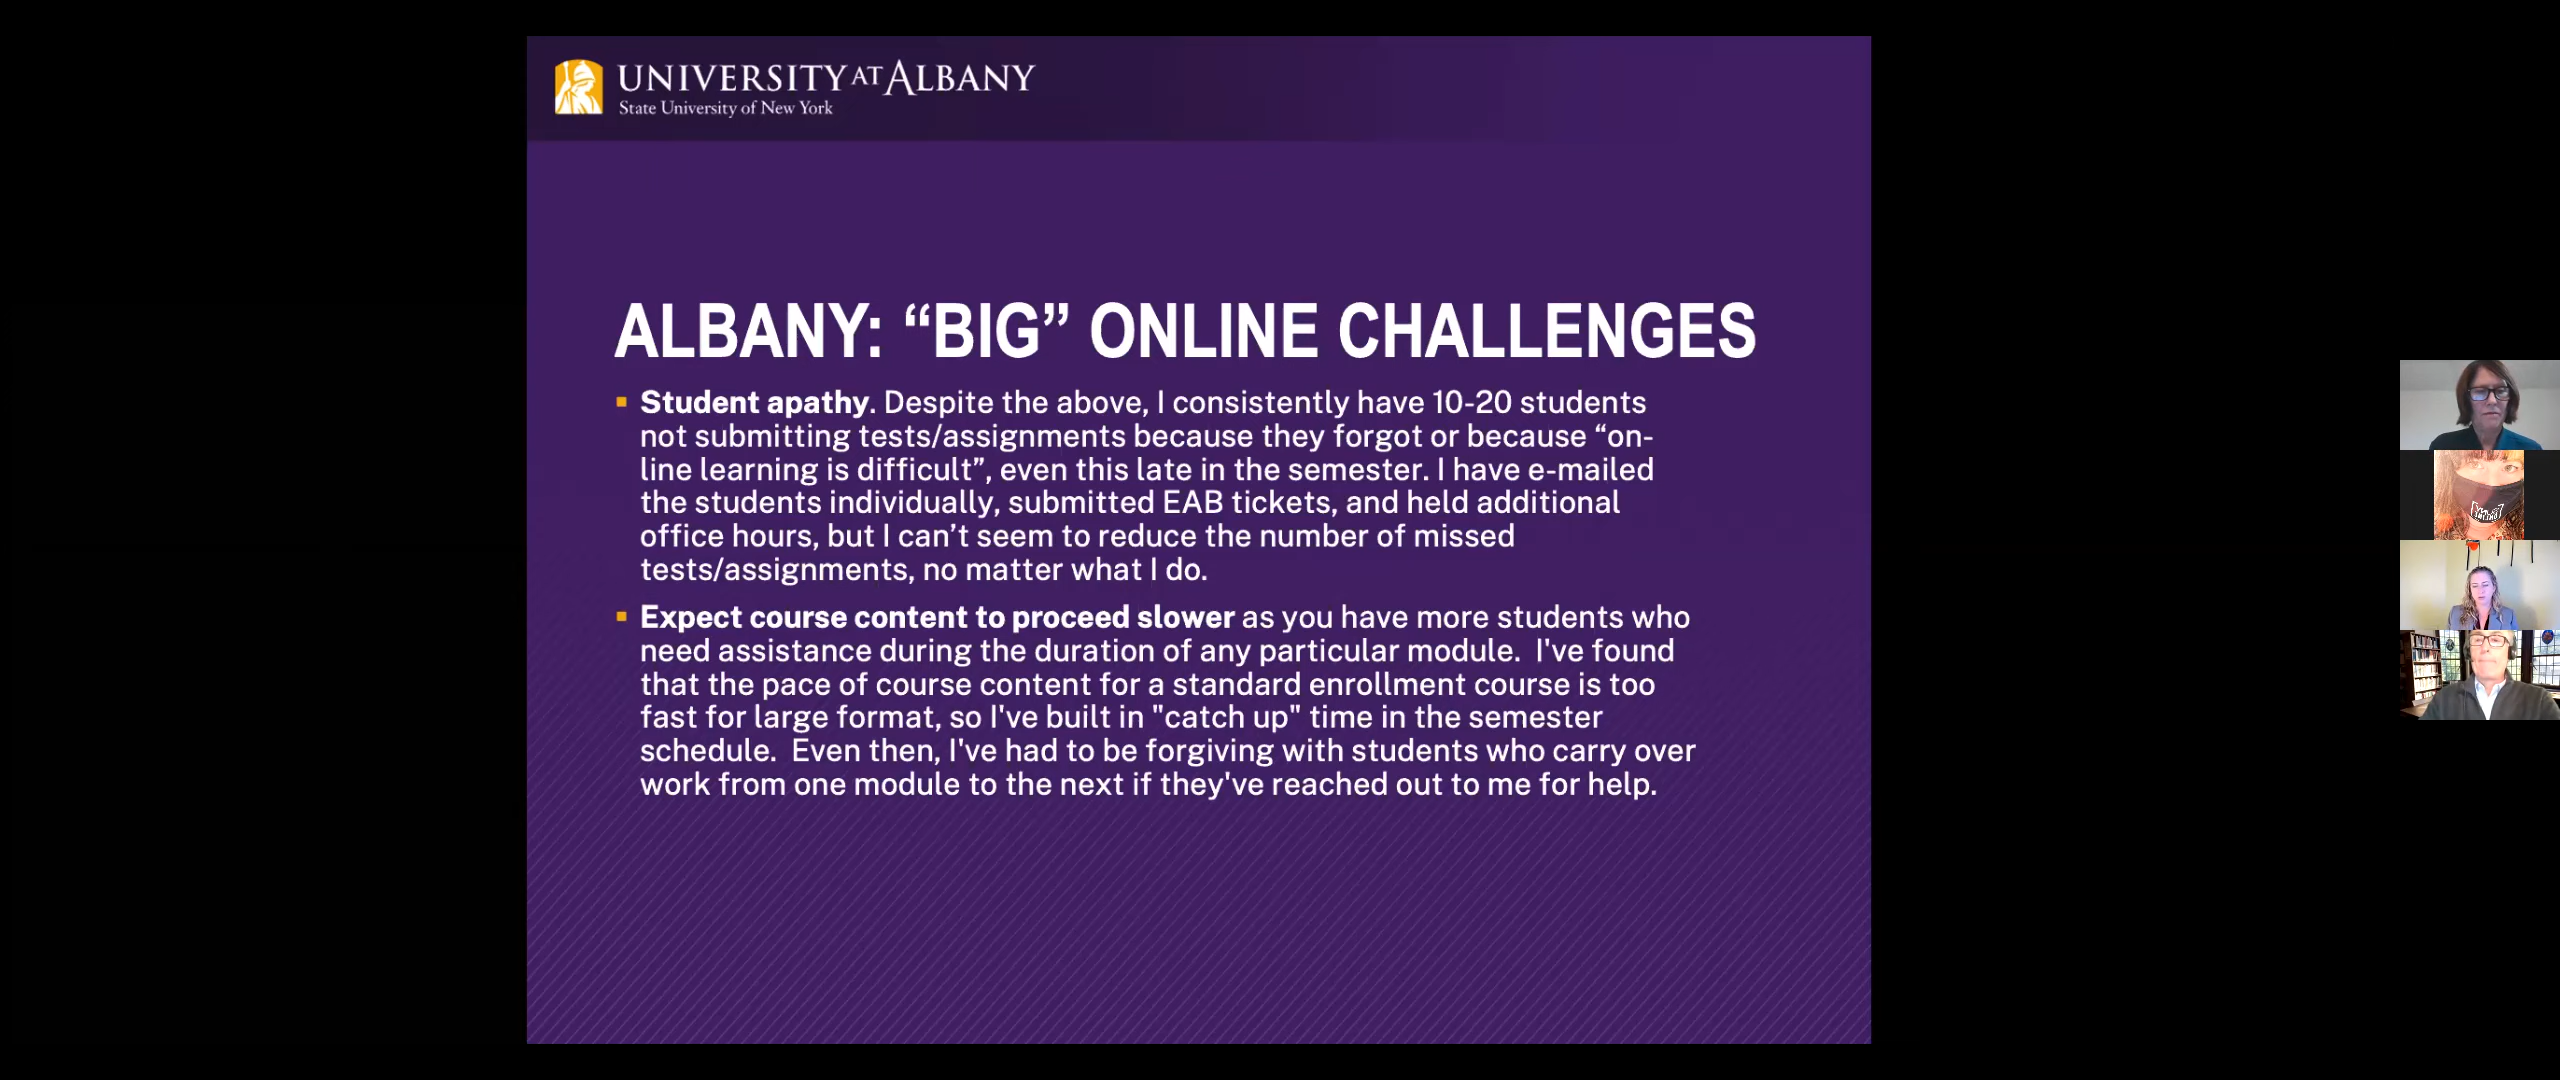 UNIVERSITY AT ALBANY
State University of New York
ALBANY: “BIG” ONLINE CHALLENGES
Student apathy. Despite the above, I consistently have 10-20 students
not submitting tests/assignments because they forgot or because “on-
line learning is difficult”, even this late in the semester. I have e-mailed
the students individually, submitted EAB tickets, and held additional
office hours, but I can’t seem to reduce the number of missed
tests/assignments, no matter what I do.
Expect course content to proceed slower as you have more students who
need assistance during the duration of any particular module.  I've found
that the pace of course content for a standard enrollment course is too
fast for large format, so I've built in "catch up" time in the semester
schedule.  Even then, I've had to be forgiving with students who carry over
work from one module to the next if they've reached out to me for help.